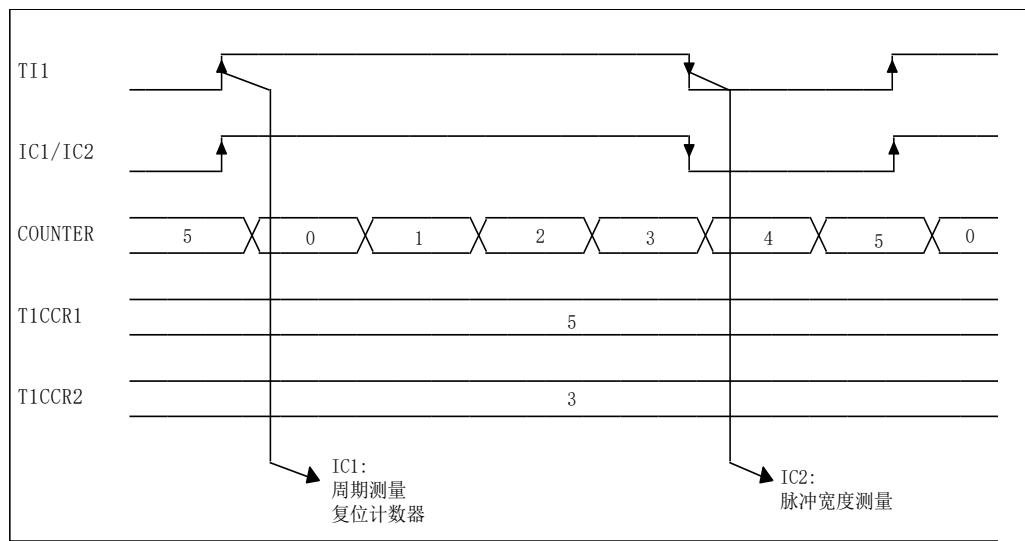 TI1
IC1/IC2
COUNTER 5 0 1 2 3 4 5 0
T1CCR1 5
T1CCR2 3
IC1:
周期测量
复位计数器
IC2:
脉冲宽度测量